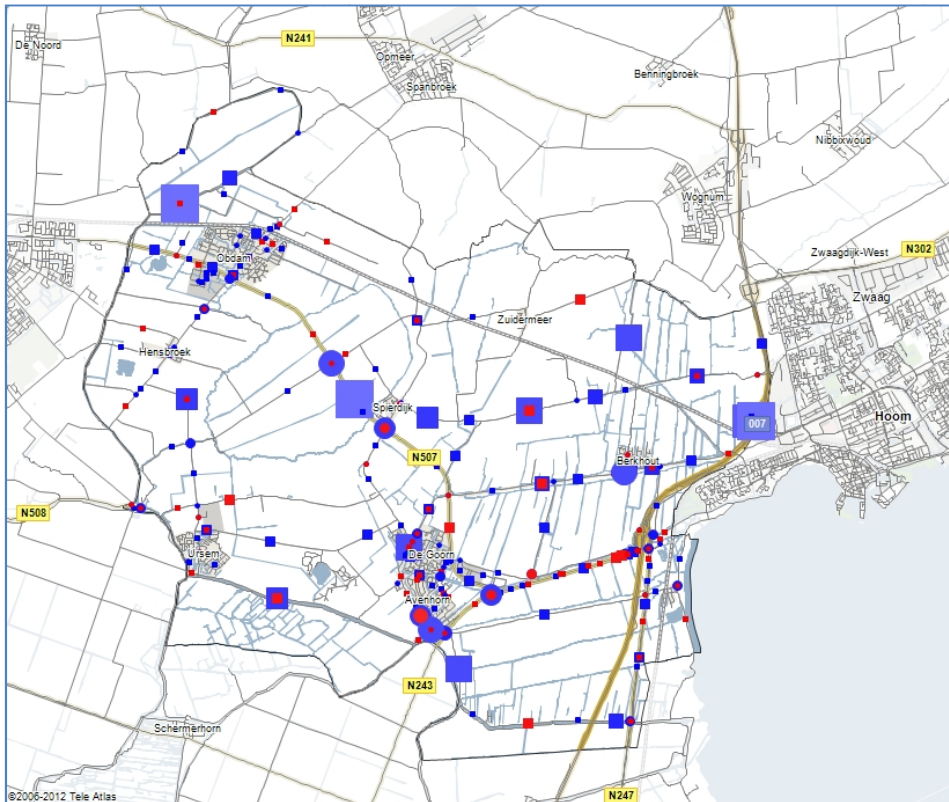 De Noord
N241
Opmeer
Spanbroek
Benningbroek
Nibbixwoud
Wognum
Zwaagdijk-West
N302
Obdam
Zwaag
Zuidermeer
Hensbroek
Spierdijk
Hoorn
007
N507
Berkhout
N508
Ursem
De Goorn
Avenhorn
N243
Schermerhorn
N247
©2006-2012 Tele Atlas